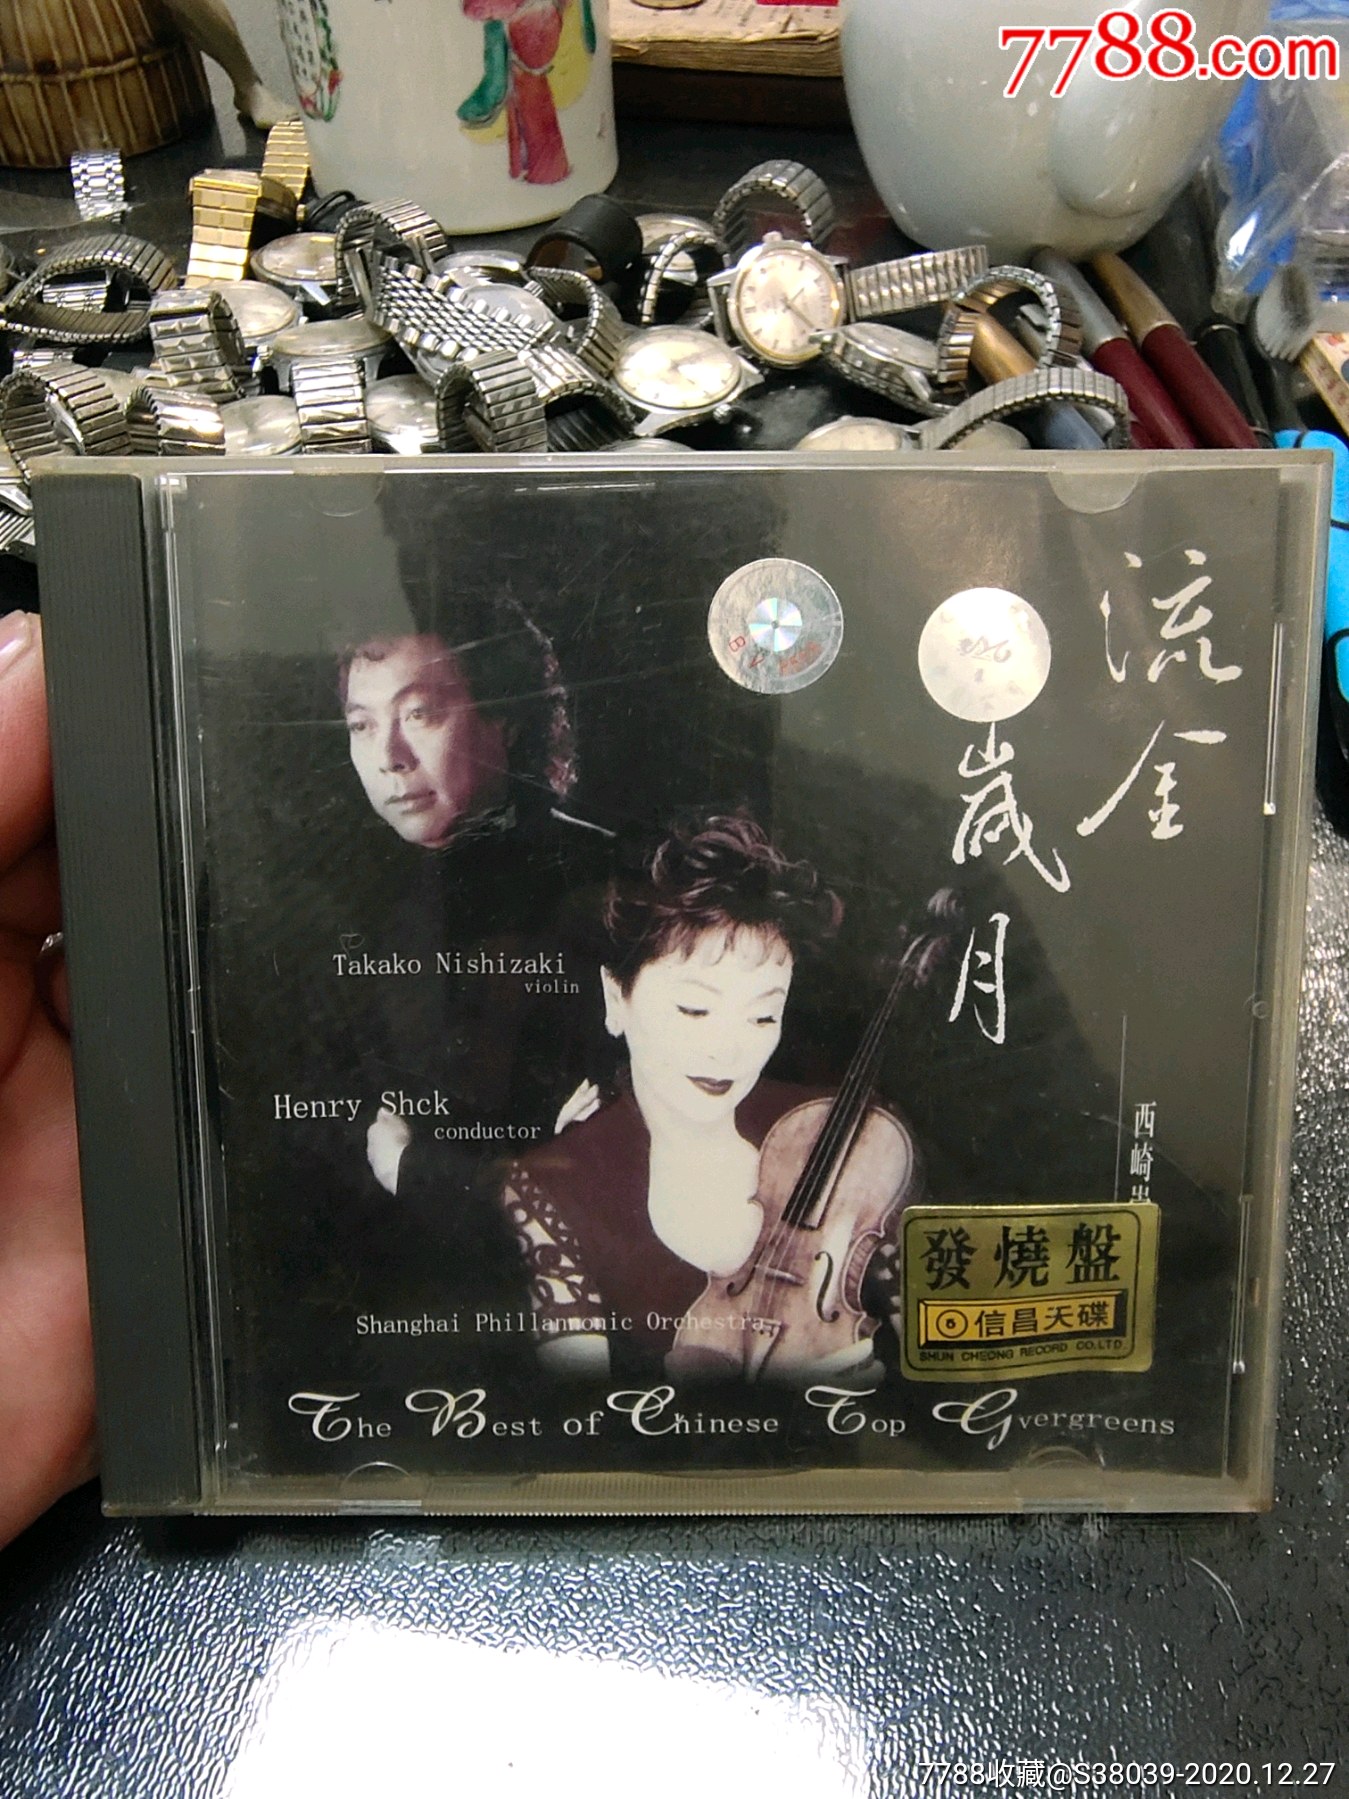 7788.com
流金
歲月
Takako Nishizaki
violin
Henry Shck
conductor
西崎崇
發燒盤
信昌天碟
SHUN CHEONG RECORD CO.LTD.
Shanghai Phillanmonic Orchestra
The Best of Chinese Top Gvergreens
7788收藏@S38039-2020.12.27